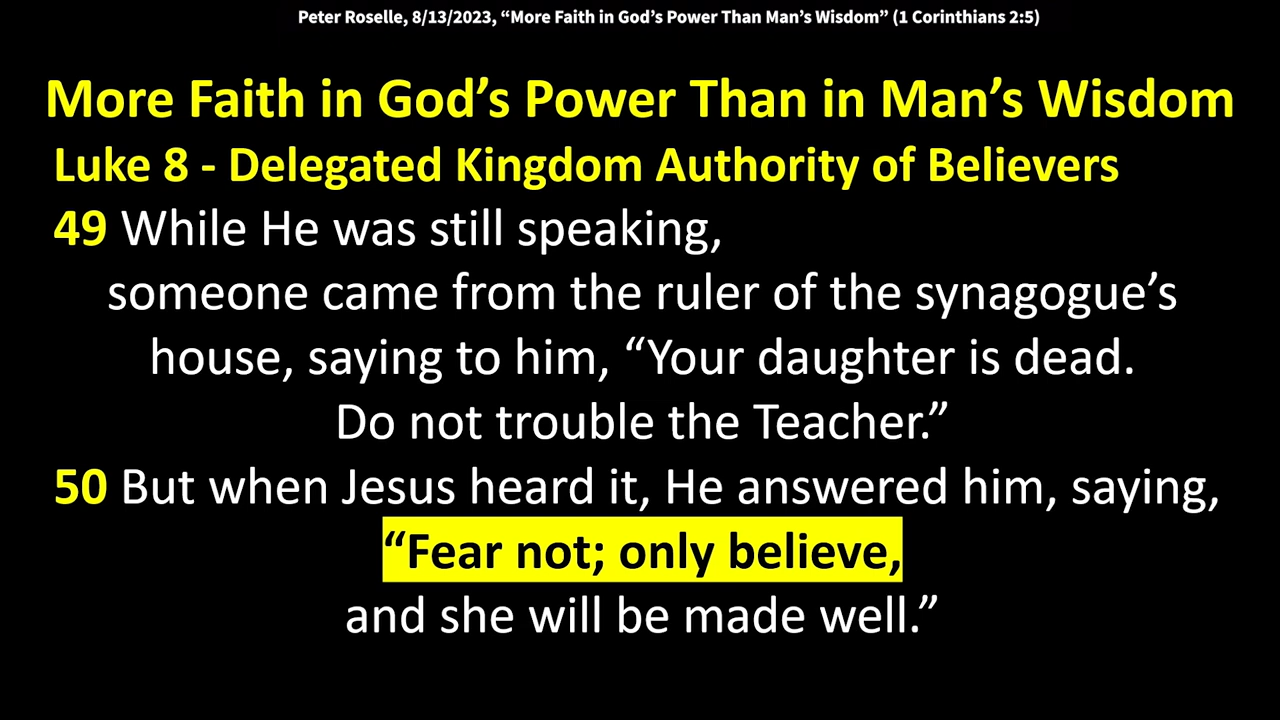 Peter Roselle, 8/13/2023, “More Faith in God’s Power Than Man’s Wisdom” (1 Corinthians 2:5)
More Faith in God’s Power Than in Man’s Wisdom
Luke 8 - Delegated Kingdom Authority of Believers
49 While He was still speaking,
someone came from the ruler of the synagogue’s
house, saying to him, “Your daughter is dead.
Do not trouble the Teacher.”
50 But when Jesus heard it, He answered him, saying,
“Fear not; only believe,
and she will be made well.”